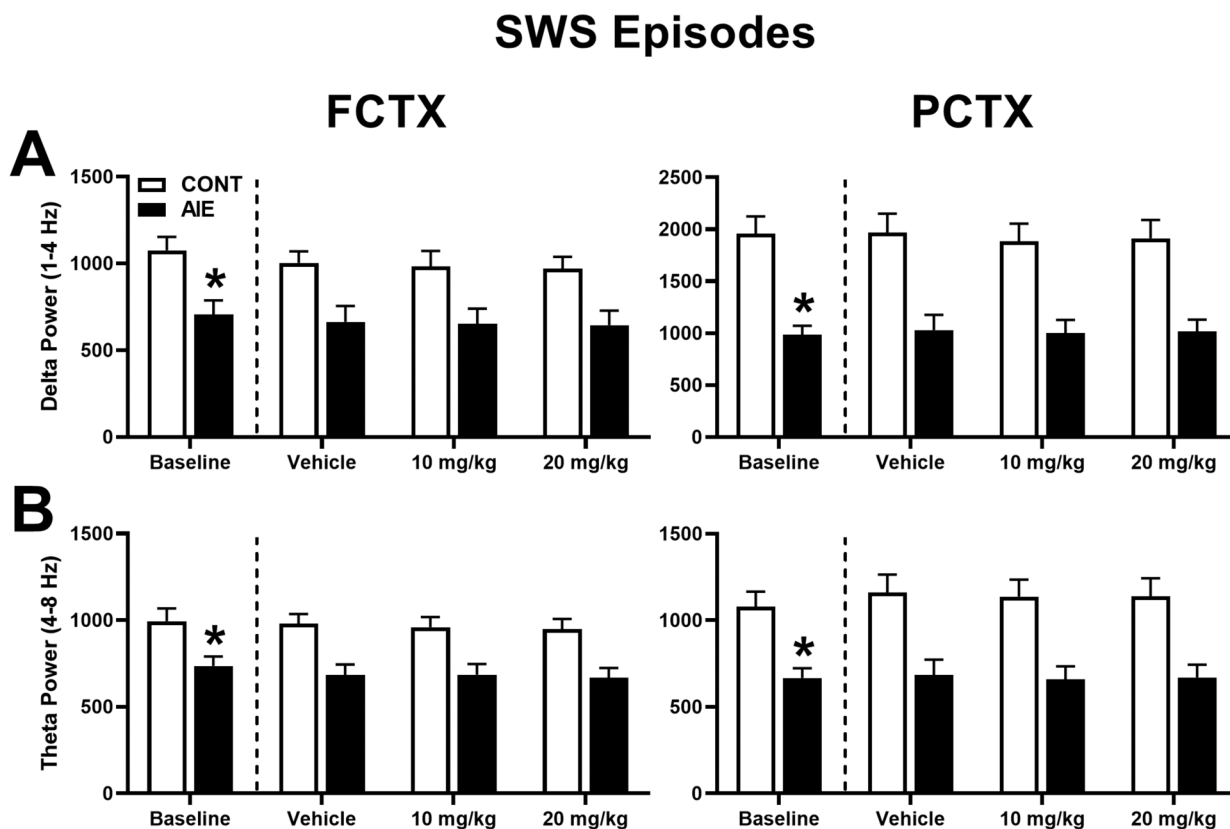 SWS Episodes
FCTX
PCTX
A
Delta Power (1-4 Hz)
1500
1000
500
0
CONT
AIE
*
Baseline
Vehicle
10 mg/kg
20 mg/kg
2500
2000
1500
1000
500
0
*
Baseline
Vehicle
10 mg/kg
20 mg/kg
B
Theta Power (4-8 Hz)
1500
1000
500
0
*
Baseline
Vehicle
10 mg/kg
20 mg/kg
1500
1000
500
0
*
Baseline
Vehicle
10 mg/kg
20 mg/kg